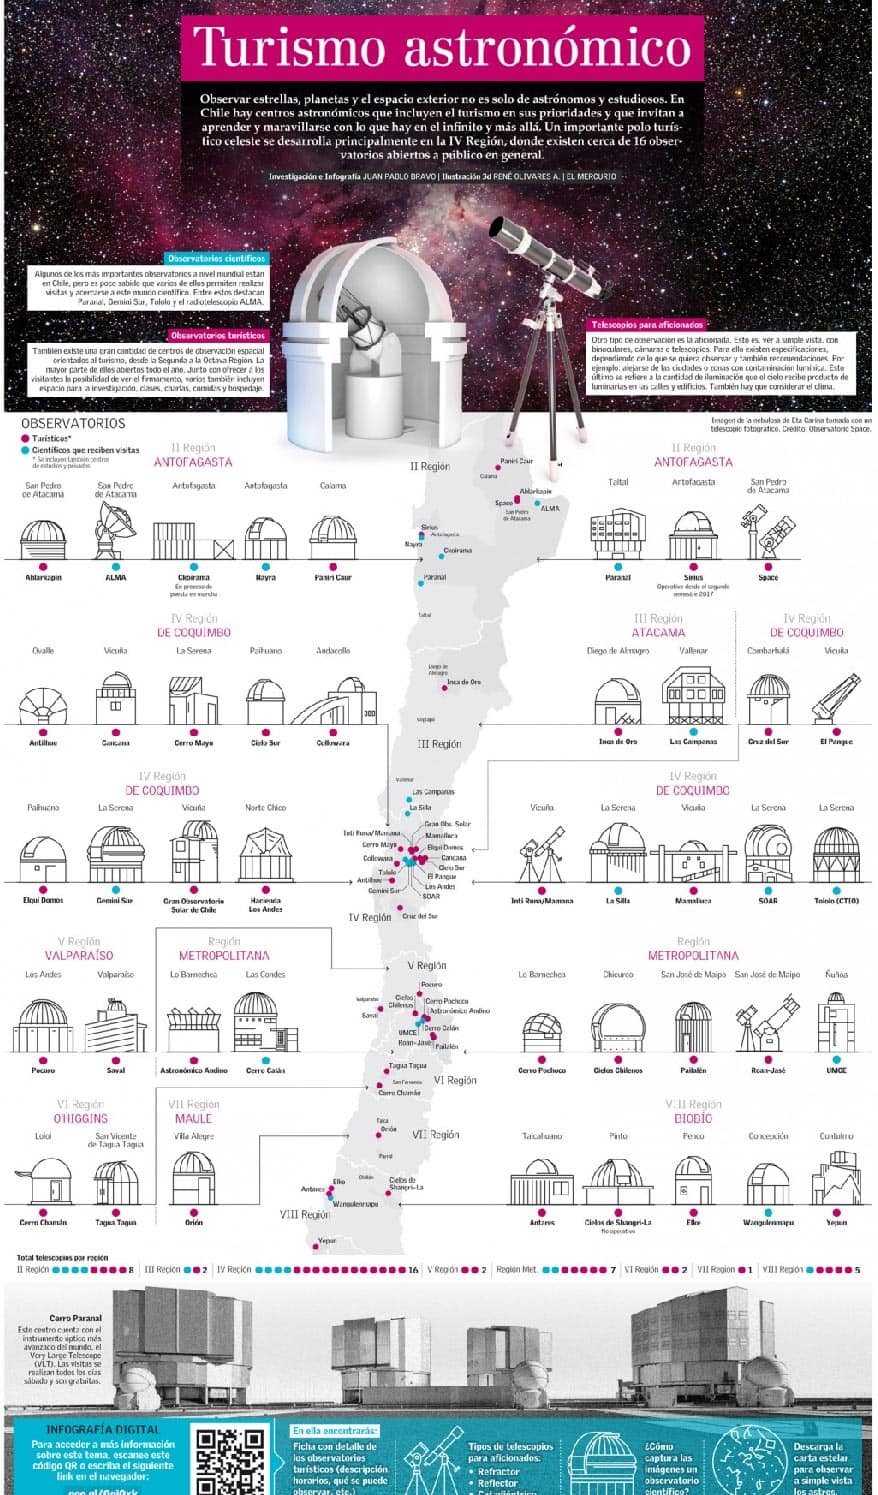 Turismo astronómico
Observar estrellas, planetas y el espacio exterior no es solo de astrónomos y estudiosos. En
Chile hay centros astronómicos que incluyen el turismo en sus prioridades y que invitan a
aprender y maravillarse con lo que hay en el infinito y más allá. Un importante polo turís-
tico celeste se desarrolla principalmente en la IV Región, donde existen cerca de 16 obser-
vatorios abiertos a público en general.
Investigación e Infografía JUAN PABLO BRAVO | Ilustración 3d RENÉ OLIVARES A. | EL MERCURIO
Observatorios científicos
Algunos de los más importantes observatorios a nivel mundial están
en Chile, pero es poco sabido que varios de ellos permiten realizar
visitas y acercarse a este mundo científico. Entre estos destacan
Paranal, Gemini Sur, Tololo y el radiotelescopio ALMA.
Observatorios turísticos
También existe una gran cantidad de centros de observación espacial
orientados al turismo, desde la Segunda a la Octava Región. La
mayor parte de ellos abiertos todo el año. Junto con ofrecer a los
visitantes la posibilidad de ver el firmamento, varios también incluyen
espacio para la investigación, clases, charlas, comidas y hospedaje.
Telescopios para aficionados
Otro tipo de observación es la aficionada. Esta es, ver a simple vista, con
binoculares, cámaras o telescopios. Para ello existen especificaciones,
dependiendo de lo que se quiera observar y también recomendaciones. Por
ejemplo, alejarse de las ciudades o zonas con contaminación lumínica. Este
último se refiere a la cantidad de iluminación que el cielo recibe producto de
luminarias en las calles y edificios. También hay que considerar el clima.
Imagen de la nebulosa de Eta Carina tomada con un
telescopio fotográfico. Crédito: Observatorio Space.
OBSERVATORIOS
Turísticos*
Científicos que reciben visitas
* Se incluyen también centros
de estudios y privados
II Región
ANTOFAGASTA
San Pedro
de Atacama
San Pedro
de Atacama
Antofagasta
Antofagasta
Calama
Ahlarkapin
ALMA
Ckoirama
Nayra
Paniri Caur
En proceso de
puesta en marcha
II Región
ANTOFAGASTA
Taltal
Antofagasta
San Pedro
de Atacama
Paranal
Sirius
Space
Operativo desde el segundo
semestre 2017
II Región
Paniri Caur
Calama
Ahlarkapin
Space
ALMA
San Pedro
de Atacama
Sirius
Antofagasta
Nayra
Ckoirama
Paranal
Taltal
IV Región
DE COQUIMBO
Ovalle
Vicuña
La Serena
Paihuano
Andacollo
Antilhue
Cancana
Cerro Mayu
Cielo Sur
Collowara
III Región
ATACAMA
Diego de Almagro
Vallenar
Inca de Oro
Las Campanas
IV Región
DE COQUIMBO
Combarbalá
Vicuña
Cruz del Sur
El Pangue
Diego de
Almagro
Inca de Oro
Copiapó
III Región
Vallenar
Las Campanas
La Silla
IV Región
DE COQUIMBO
Paihuano
La Serena
Vicuña
Norte Chico
Elqui Domos
Gemini Sur
Gran Observatorio
Solar de Chile
Hacienda
Los Andes
IV Región
DE COQUIMBO
Vicuña
La Serena
Vicuña
La Serena
La Serena
Inti Runa/Mamana
La Silla
Mamalluca
SOAR
Tololo (CTIO)
Gran Obs. Solar
Inti Runa/Mamana
Mamalluca
Cerro Mayu
Elqui Domos
Collowara
Cancana
Cielo Sur
Tololo
El Pangue
Antilhue
Los Andes
Gemini Sur
SOAR
IV Región
Cruz del Sur
V Región
VALPARAÍSO
Los Andes
Valparaíso
Pocuro
Saval
Región
METROPOLITANA
Lo Barnechea
Las Condes
Astronómico Andino
Cerro Calán
Región
METROPOLITANA
Lo Barnechea
Chicureo
San José de Maipo
San José de Maipo
Ñuñoa
Cerro Pochoco
Cielos Chilenos
Pailalén
Roan-Jasé
UMCE
V Región
Pocuro
Valparaíso
Saval
Cielos
Chilenos
Cerro Pochoco
Astronómico Andino
UMCE
Cerro Calán
Roan-Jasé
Pailalén
Tagua Tagua
San Fernando
VI Región
Cerro Chamán
VI Región
O'HIGGINS
Lolol
San Vicente
de Tagua Tagua
Cerro Chamán
Tagua Tagua
VII Región
MAULE
Villa Alegre
Orión
Talca
Orión
VII Región
Parral
VIII Región
BIOBÍO
Talcahuano
Pinto
Penco
Concepción
Contulmo
Antares
Cielos de Shangri-La
Elke
Wangulenmapu
Yepun
No operativo
Chillán
Elke
Antares
Cielos de
Shangri-La
Wangulenmapu
VIII Región
Yepun
Total telescopios por región
II Región 8 III Región 2 IV Región 16 V Región 2 Región Met. 7 VI Región 2 VII Región 1 VIII Región 5
Cerro Paranal
Este centro cuenta con el
instrumento óptico más
avanzado del mundo, el
Very Large Telescope
(VLT). Las visitas se
realizan todos los días
sábado y son gratuitas.
INFOGRAFÍA DIGITAL
Para acceder a más información
sobre este tema, escanee este
código QR o escriba el siguiente
link en el navegador:
En ella encontrarás:
Ficha con detalle de
los observatorios
turísticos (descripción,
horarios, qué se puede
observar, etc.)
Tipos de telescopios
para aficionados:
• Refractor
• Reflector
¿Cómo
captura las
imágenes un
observatorio
científico?
Descarga la
carta estelar
para observar
a simple vista
los astros.